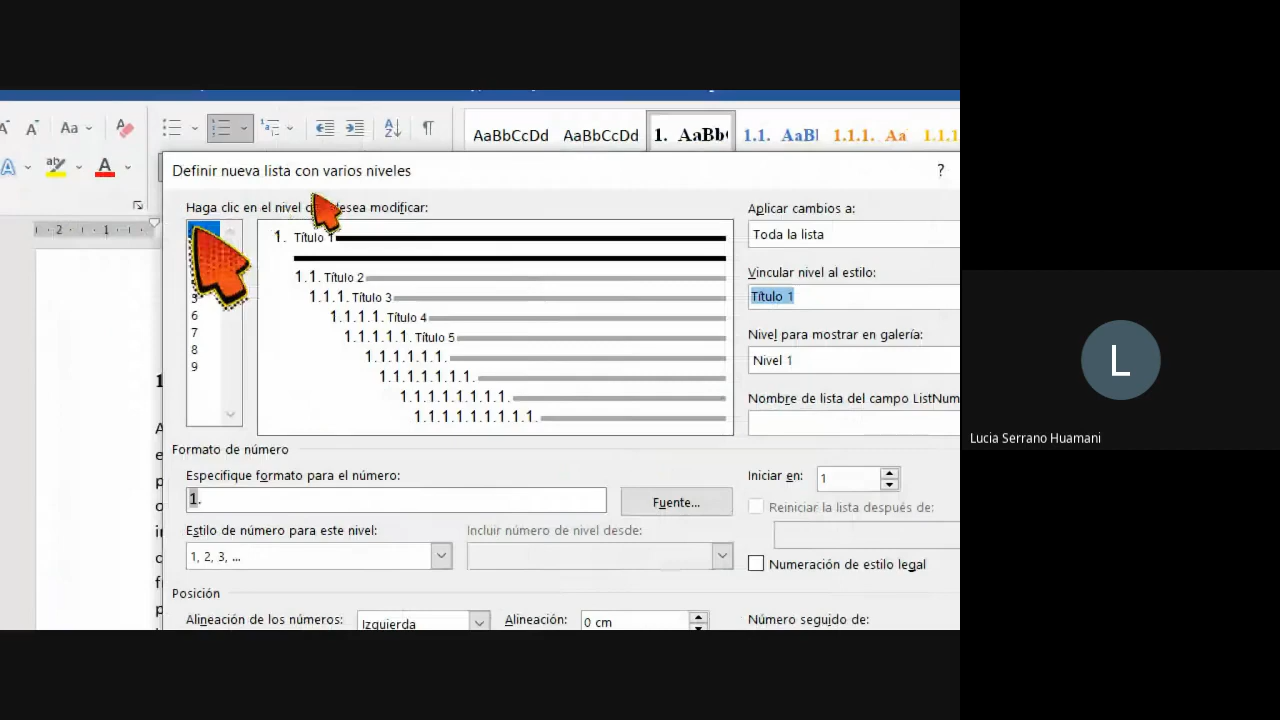 Aa
AaBbCcDd AaBbCcDd 1. AaBb 1.1. AaBl 1.1.1. Aa 1.1.1
Definir nueva lista con varios niveles ?
· 2 · 1 ·
Haga clic en el nivel desea modificar:
5
6
7
8
9
1. Título 1
1.1. Título 2
1.1.1. Título 3
1.1.1.1. Título 4
1.1.1.1.1. Título 5
1.1.1.1.1.1.
1.1.1.1.1.1.1.
1.1.1.1.1.1.1.1.
1.1.1.1.1.1.1.1.1.
Aplicar cambios a:
Toda la lista
Vincular nivel al estilo:
Título 1
Nivel para mostrar en galería:
Nivel 1
Nombre de lista del campo ListNum
Formato de número
Especifique formato para el número:
1.
Fuente...
Iniciar en: 1
Reiniciar la lista después de:
Estilo de número para este nivel:
1, 2, 3, ...
Incluir número de nivel desde:
Numeración de estilo legal
Posición
Alineación de los números: Izquierda
Alineación: 0 cm
Número seguido de:
L
Lucia Serrano Huamani